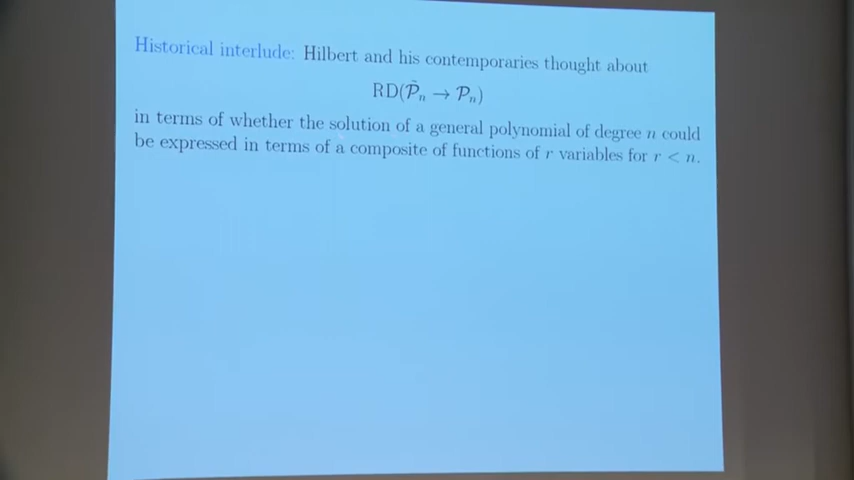 Historical interlude: Hilbert and his contemporaries thought about
RD(𝒫̃ₙ → 𝒫ₙ)
in terms of whether the solution of a general polynomial of degree n could
be expressed in terms of a composite of functions of r variables for r < n.